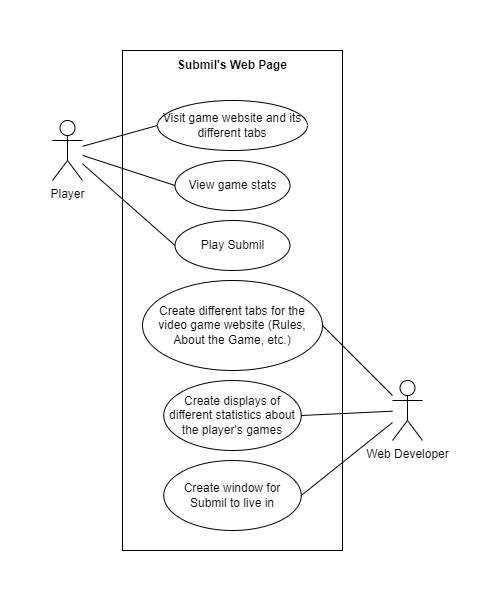 Submil's Web Page
Visit game website and its
different tabs
View game stats
Player
Play Submil
Create different tabs for the
video game website (Rules,
About the Game, etc.)
Create displays of
different statistics about
the player's games
Web Developer
Create window for
Submil to live in